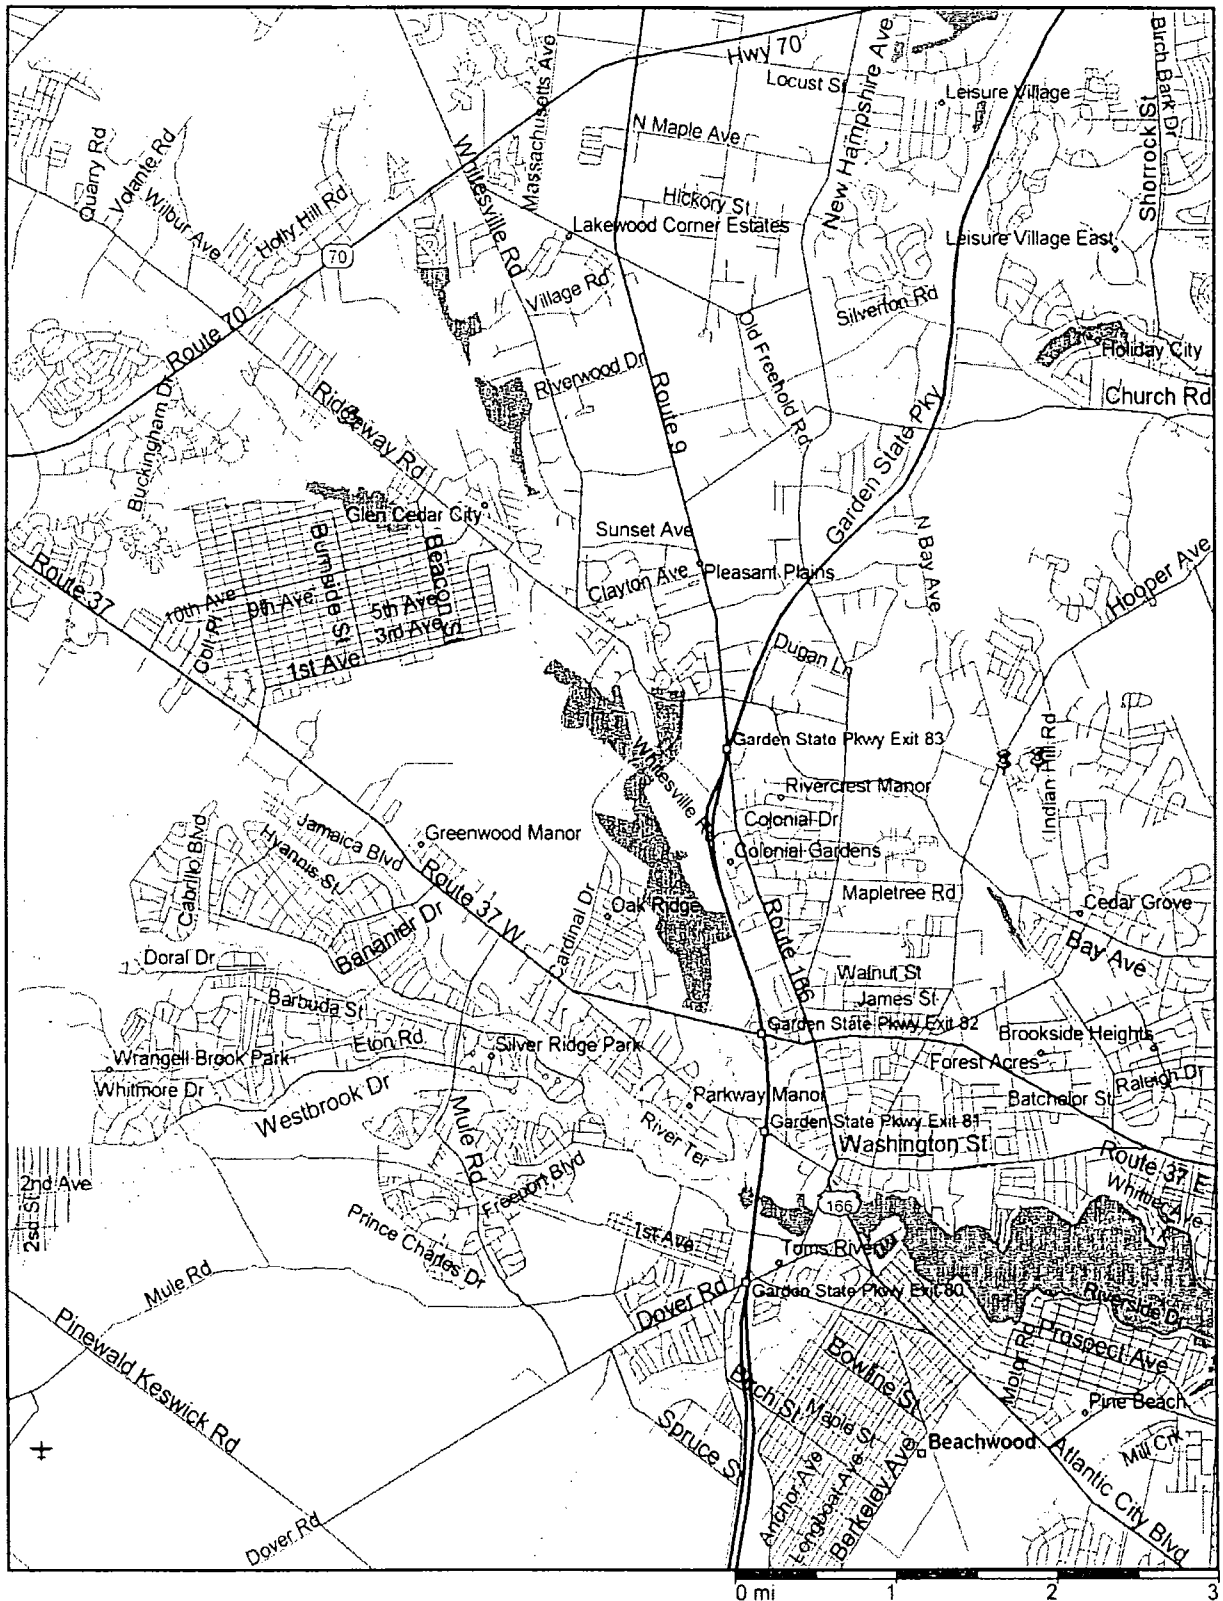 Hwy 70
Locust St
New Hampshire Ave
Birch Bark Dr
Massachusetts Ave
Leisure Village
Shorrock St
N Maple Ave
Quarry Rd
Volante Rd
Wilbur Ave
Holly Hill Rd
Whitesville Rd
Hickory St
Lakewood Corner Estates
Leisure Village East
70
Village Rd
Silverton Rd
Route 70
Old Freehold Rd
Holiday City
Riverwood Dr
Church Rd
Ridgeway Rd
Route 9
Garden State Pky
Buckingham Dr
Glen Cedar City
Sunset Ave
N Bay Ave
Burnside St
Beacon St
Clayton Ave
Pleasant Plains
Hooper Ave
Route 37
10th Ave
9th Ave
5th Ave
3rd Ave
Colt Pl
1st Ave
Dugan Ln
Garden State Pkwy Exit 83
Indian Hill Rd
Whitesville R
Rivercrest Manor
Colonial Dr
Jamaica Blvd
Greenwood Manor
Cabrillo Blvd
Hyannis St
Colonial Gardens
Route 37 W
Mapletree Rd
Cardinal Dr
Oak Ridge
Cedar Grove
Bananier Dr
Route 166
Bay Ave
Doral Dr
Walnut St
James St
Barbuda St
Garden State Pkwy Exit 82
Brookside Heights
Eton Rd
Silver Ridge Park
Wrangell Brook Park
Forest Acres
Whitmore Dr
Westbrook Dr
Raleigh Dr
Parkway Manor
Batchelor St
Mule Rd
River Ter
Garden State Pkwy Exit 81
Washington St
Route 37 E
2nd Ave
Freeport Blvd
Whittier Ave
2sd St
166
Prince Charles Dr
1st Ave
Toms River
Mule Rd
Dover Rd
Garden State Pkwy Exit 80
Riverside Dr
Pinewald Keswick Rd
Motor Rd
Prospect Ave
Bowline St
Birch St
Maple St
Pine Beach
Spruce S
Beachwood
Anchor Ave
Longboat Ave
Berkeley Ave
Mill Crk
Atlantic City Blvd
Dover Rd
0 mi
1
2
3